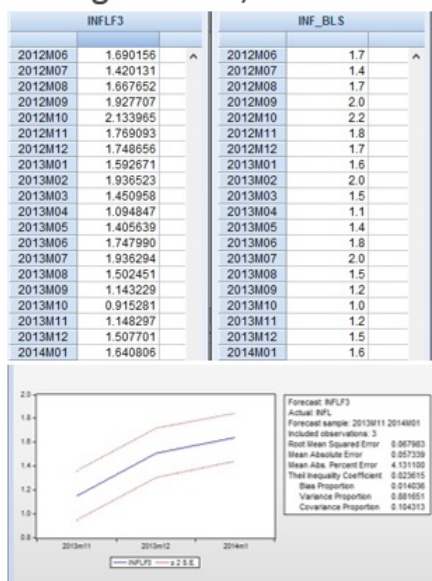 INFLF3 INF_BLS
2012M06 1.690156 2012M06 1.7
2012M07 1.420131 2012M07 1.4
2012M08 1.667652 2012M08 1.7
2012M09 1.927707 2012M09 2.0
2012M10 2.133965 2012M10 2.2
2012M11 1.769093 2012M11 1.8
2012M12 1.748656 2012M12 1.7
2013M01 1.592671 2013M01 1.6
2013M02 1.936523 2013M02 2.0
2013M03 1.450958 2013M03 1.5
2013M04 1.094847 2013M04 1.1
2013M05 1.405639 2013M05 1.4
2013M06 1.747990 2013M06 1.8
2013M07 1.936294 2013M07 2.0
2013M08 1.502451 2013M08 1.5
2013M09 1.143229 2013M09 1.2
2013M10 0.915281 2013M10 1.0
2013M11 1.148297 2013M11 1.2
2013M12 1.507701 2013M12 1.5
2014M01 1.640806 2014M01 1.6
2.0
1.8
1.6
1.4
1.2
1.0
0.8
2013m11 2013m12 2014m1
INFLF3 ± 2 S.E.
Forecast: INFLF3
Actual: INFL
Forecast sample: 2013M11 2014M01
Included observations: 3
Root Mean Squared Error 0.067983
Mean Absolute Error 0.057339
Mean Abs. Percent Error 4.131100
Theil Inequality Coefficient 0.023615
Bias Proportion 0.014036
Variance Proportion 0.881651
Covariance Proportion 0.104313